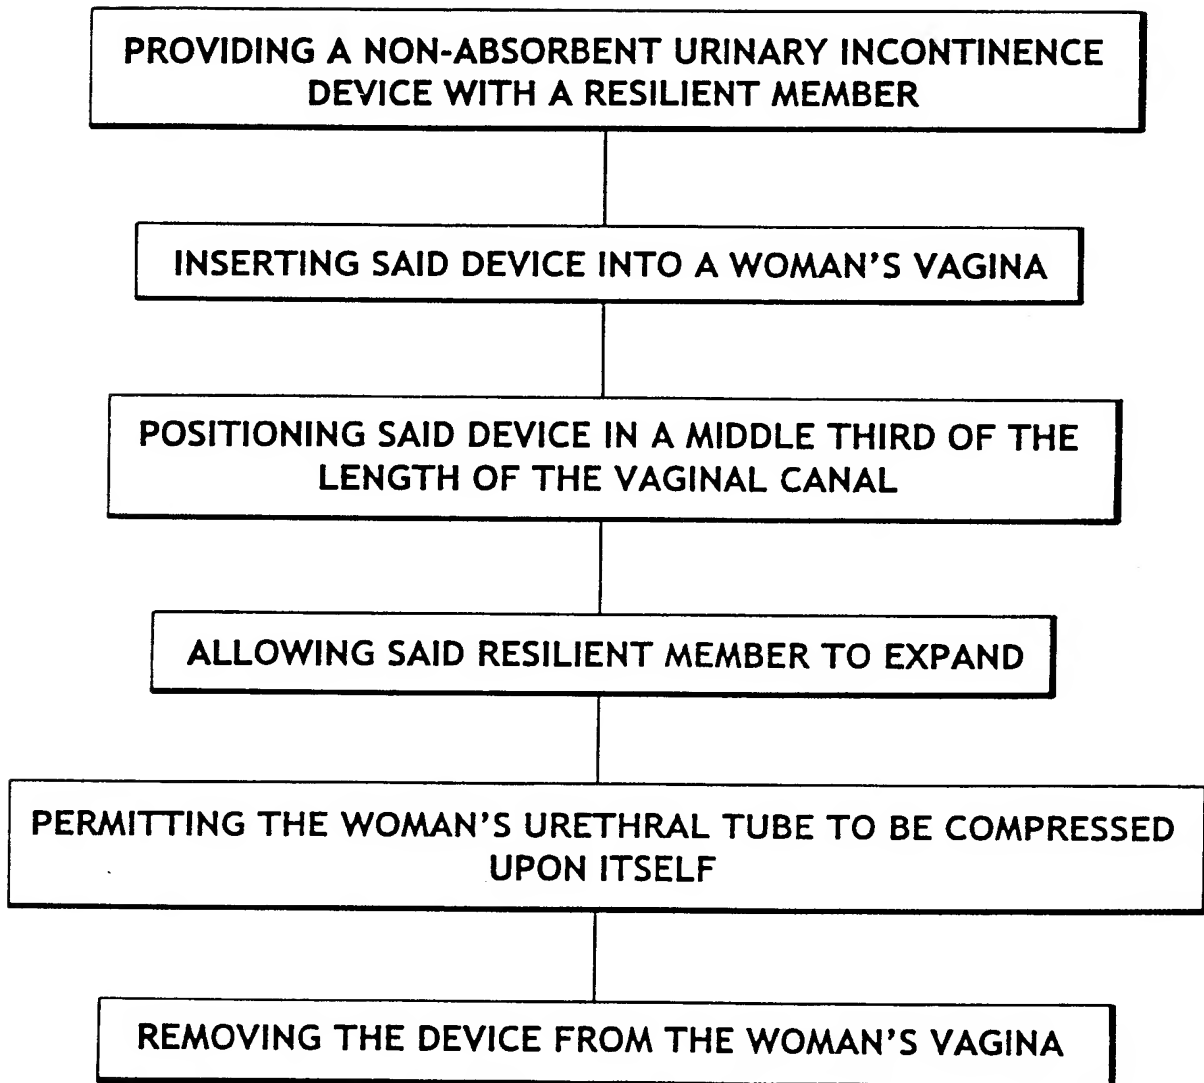 PROVIDING A NON-ABSORBENT URINARY INCONTINENCE
DEVICE WITH A RESILIENT MEMBER
INSERTING SAID DEVICE INTO A WOMAN'S VAGINA
POSITIONING SAID DEVICE IN A MIDDLE THIRD OF THE
LENGTH OF THE VAGINAL CANAL
ALLOWING SAID RESILIENT MEMBER TO EXPAND
PERMITTING THE WOMAN'S URETHRAL TUBE TO BE COMPRESSED
UPON ITSELF
REMOVING THE DEVICE FROM THE WOMAN'S VAGINA